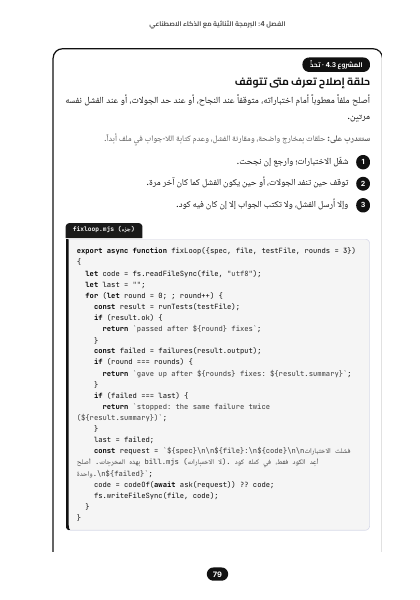 الفصل 4: البرمجة الثنائية مع الذكاء الاصطناعي
المشروع 4.3 · تحدٍّ
حلقة إصلاح تعرف متى تتوقف
أصلح ملفاً معطوباً أمام اختباراته، متوقفاً عند النجاح، أو عند حد الجولات، أو عند الفشل نفسه
مرتين.
ستتدرب على: حلقات بمخارج واضحة، ومقارنة الفشل، وعدم كتابة اللا-جواب في ملف أبداً.
1 شغّل الاختبارات؛ وارجع إن نجحت.
2 توقف حين تنفد الجولات، أو حين يكون الفشل كما كان آخر مرة.
3 وإلا أرسل الفشل، ولا تكتب الجواب إلا إن كان فيه كود.
fixloop.mjs (جزء)
export async function fixLoop({spec, file, testFile, rounds = 3})
{
  let code = fs.readFileSync(file, "utf8");
  let last = "";
  for (let round = 0; ; round++) {
    const result = runTests(testFile);
    if (result.ok) {
      return `passed after ${round} fixes`;
    }
    const failed = failures(result.output);
    if (round === rounds) {
      return `gave up after ${rounds} fixes: ${result.summary}`;
    }
    if (failed === last) {
      return `stopped: the same failure twice
(${result.summary})`;
    }
    last = failed;
    const request = `${spec}\n\n${file}:\n${code}\n\nفشلت الاختبارات
بهذه المخرجات. أصلح bill.mjs (لا الاختبارات). أعِد الكود فقط، في كتلة كود
واحدة.\n${failed}`;
    code = codeOf(await ask(request)) ?? code;
    fs.writeFileSync(file, code);
  }
}
79